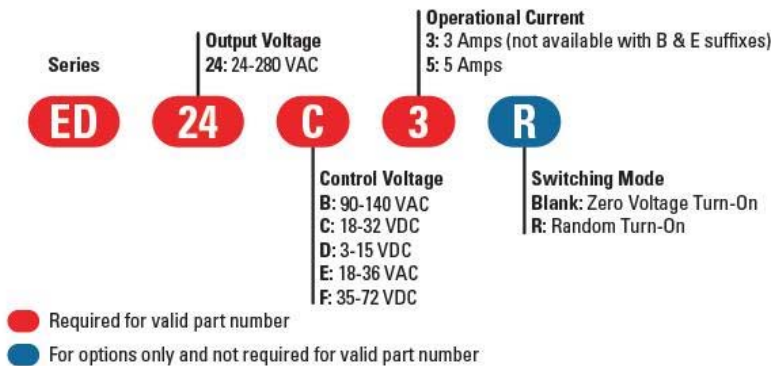 Operational Current
3: 3 Amps (not available with B & E suffixes)
5: 5 Amps
Output Voltage
24: 24-280 VAC
Series
ED
24
C
3
R
Control Voltage
B: 90-140 VAC
C: 18-32 VDC
D: 3-15 VDC
E: 18-36 VAC
F: 35-72 VDC
Switching Mode
Blank: Zero Voltage Turn-On
R: Random Turn-On
Required for valid part number
For options only and not required for valid part number